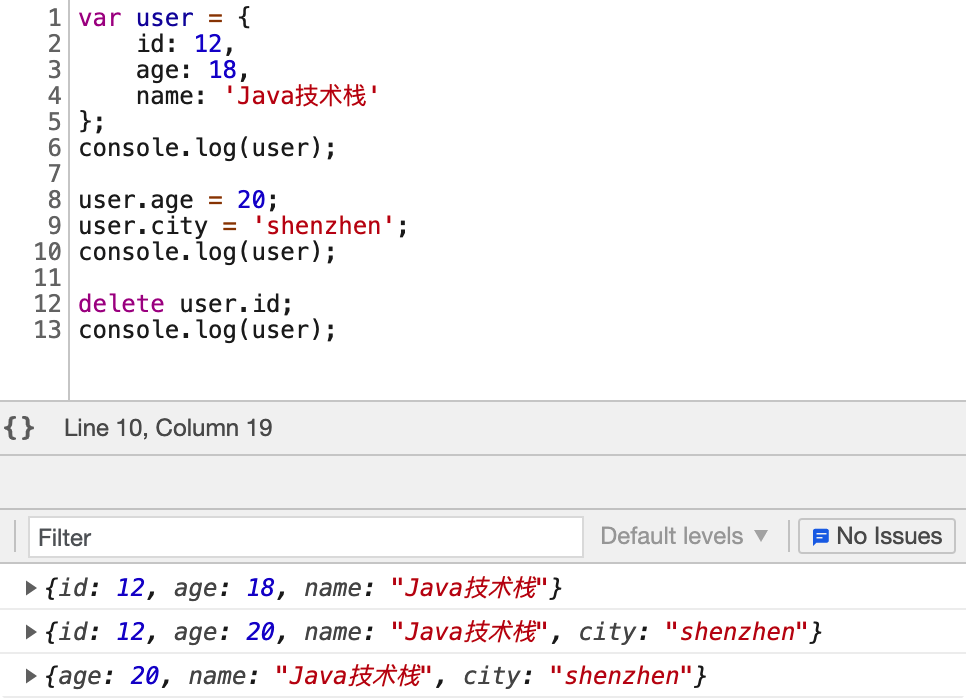 1 var user = {
2     id: 12,
3     age: 18,
4     name: 'Java技术栈'
5 };
6 console.log(user);
7
8 user.age = 20;
9 user.city = 'shenzhen';
10 console.log(user);
11
12 delete user.id;
13 console.log(user);
{} Line 10, Column 19
Filter Default levels ▼ No Issues
▶ {id: 12, age: 18, name: "Java技术栈"}
▶ {id: 12, age: 20, name: "Java技术栈", city: "shenzhen"}
▶ {age: 20, name: "Java技术栈", city: "shenzhen"}